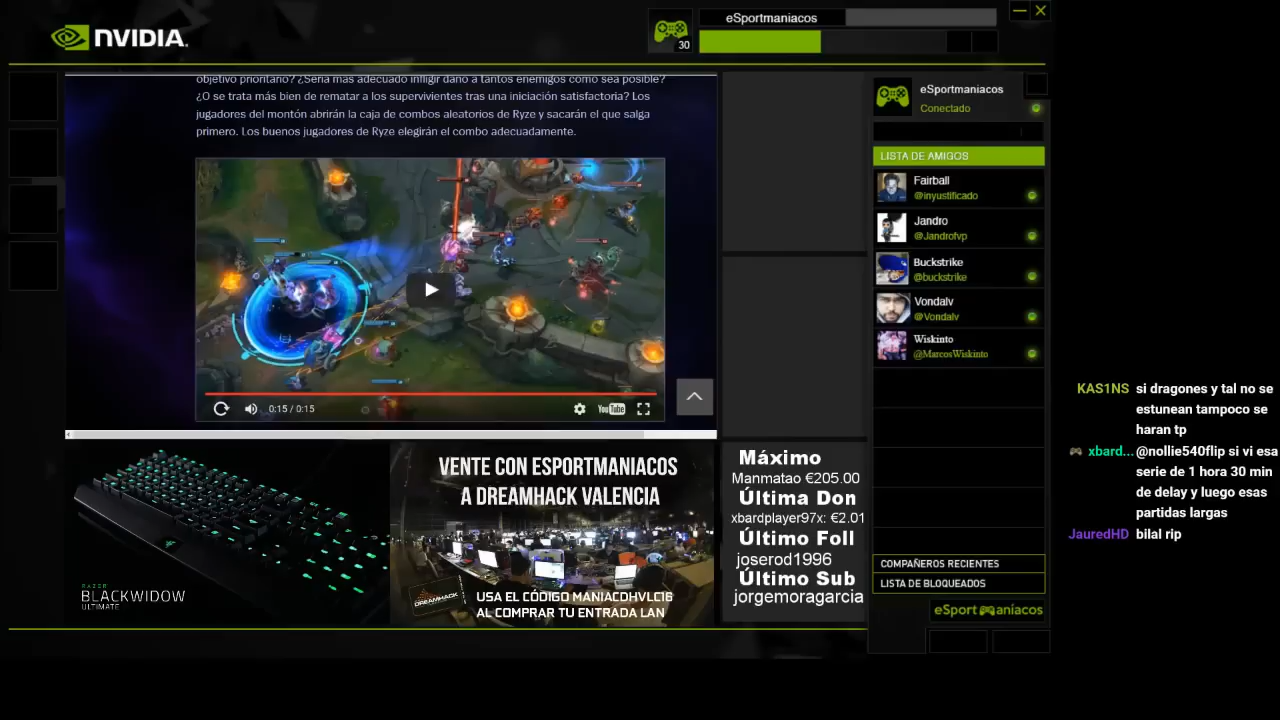 NVIDIA.
30
eSportmaniacos
objetivo prioritario? ¿Sería más adecuado infligir daño a tantos enemigos como sea posible?
¿O se trata más bien de rematar a los supervivientes tras una iniciación satisfactoria? Los
jugadores del montón abrirán la caja de combos aleatorios de Ryze y sacarán el que salga
primero. Los buenos jugadores de Ryze elegirán el combo adecuadamente.
0:15 / 0:15
YouTube
RAZER
BLACKWIDOW
ULTIMATE
VENTE CON ESPORTMANIACOS
A DREAMHACK VALENCIA
DREAMHACK
USA EL CÓDIGO MANIACDHVLC16
AL COMPRAR TU ENTRADA LAN
Máximo
Manmatao €205.00
Última Don
xbardplayer97x: €2.01
Último Foll
joserod1996
Último Sub
jorgemoragarcia
eSportmaniacos
Conectado
LISTA DE AMIGOS
Fairball
@inyustificado
Jandro
@Jandrofvp
Buckstrike
@buckstrike
Vondalv
@Vondalv
Wiskinto
@MarcosWiskinto
COMPAÑEROS RECIENTES
LISTA DE BLOQUEADOS
eSportmaníacos
KAS1NS si dragones y tal no se
estunean tampoco se
haran tp
xbard... @nollie540flip si vi esa
serie de 1 hora 30 min
de delay y luego esas
partidas largas
JauredHD bilal rip